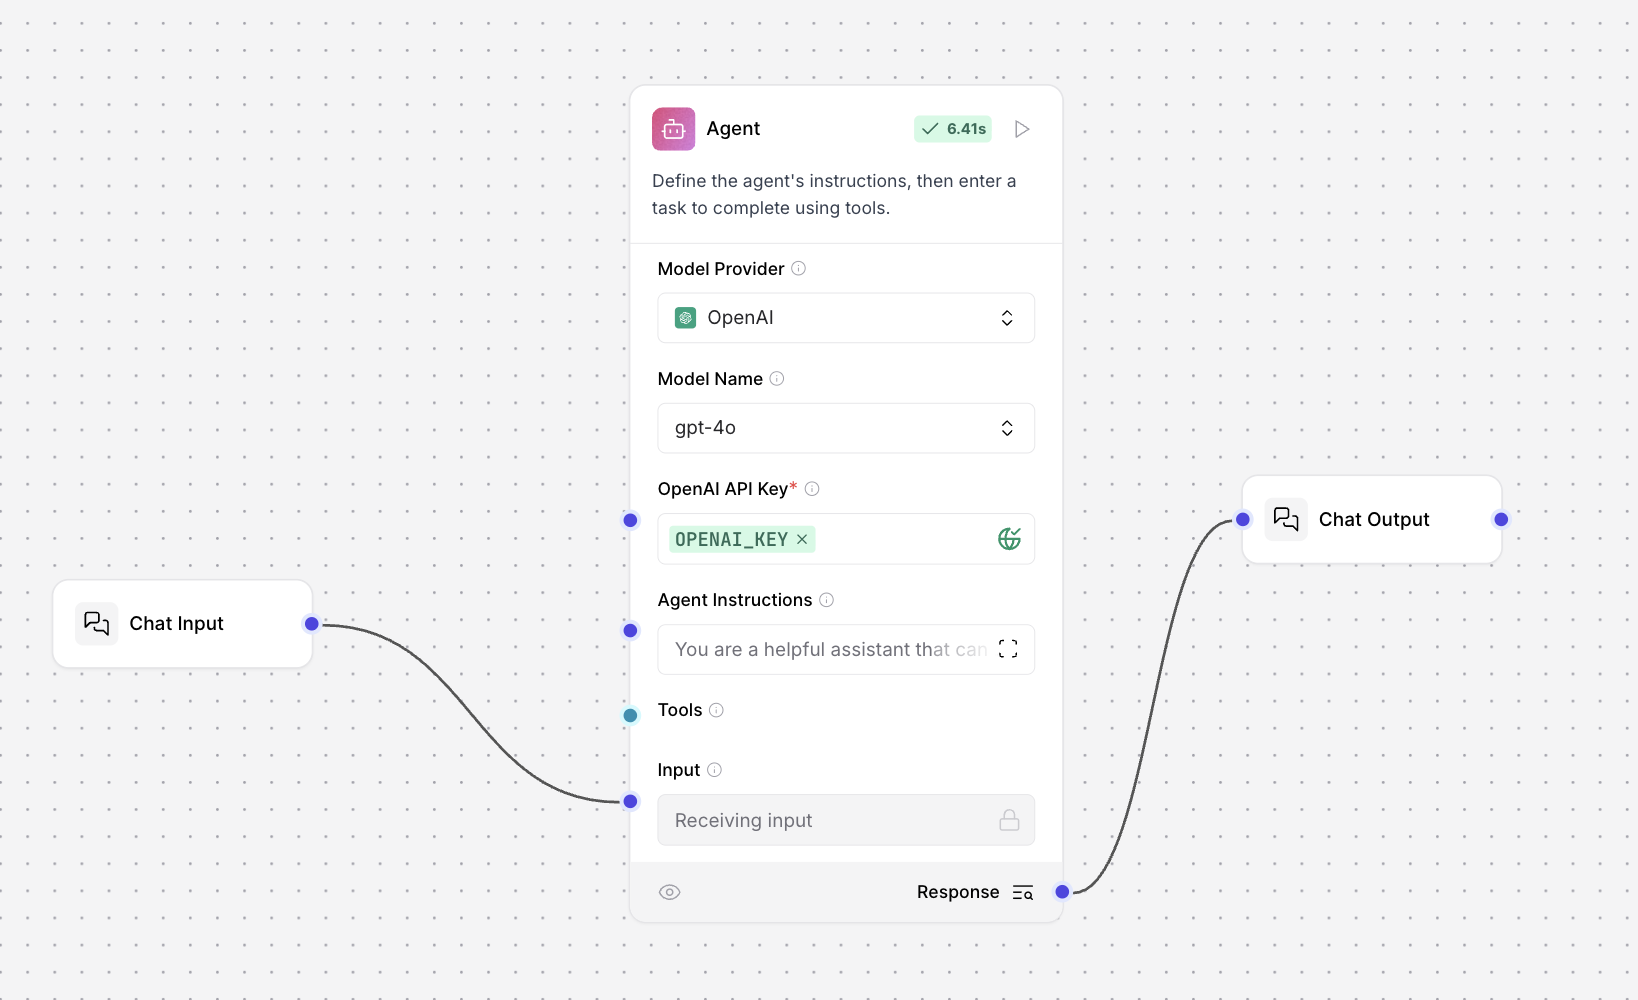 Agent
6.41s
Define the agent's instructions, then enter a
task to complete using tools.
Model Provider
OpenAI
Model Name
gpt-4o
OpenAI API Key*
OPENAI_KEY ×
Agent Instructions
You are a helpful assistant that can
Tools
Input
Receiving input
Response
Chat Input
Chat Output